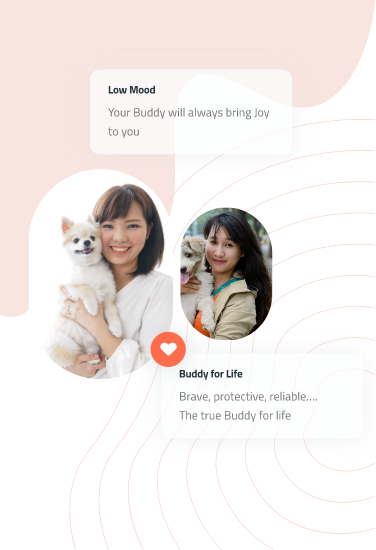 Low Mood
Your Buddy will always bring Joy
to you
Buddy for Life
Brave, protective, reliable....
The true Buddy for life